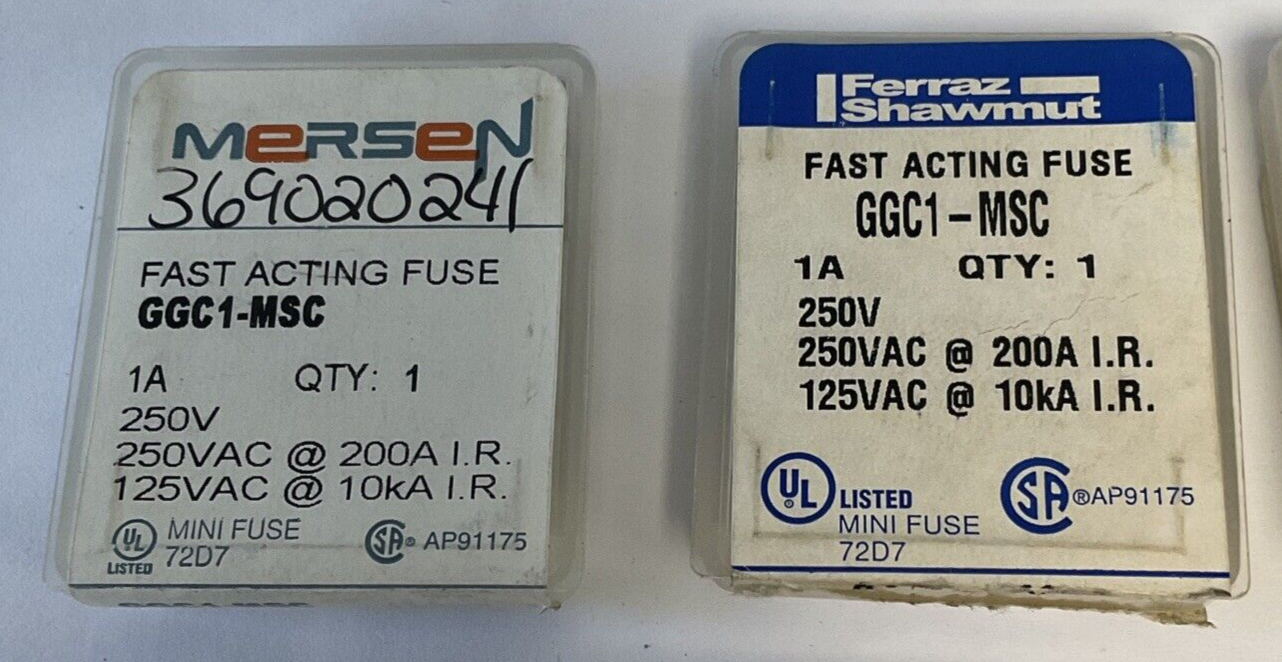 MERSEN
369020241
FAST ACTING FUSE
GGC1-MSC
1A QTY: 1
250V
250VAC @ 200A I.R.
125VAC @ 10kA I.R.
UL LISTED
MINI FUSE
72D7
SA® AP91175
Ferraz
Shawmut
FAST ACTING FUSE
GGC1-MSC
1A QTY: 1
250V
250VAC @ 200A I.R.
125VAC @ 10kA I.R.
UL® LISTED
MINI FUSE
72D7
SA ®AP91175